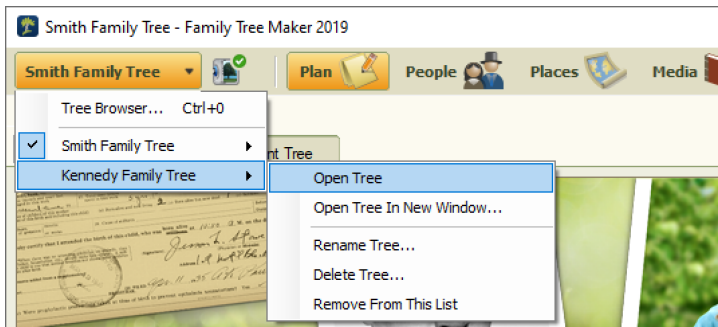 Smith Family Tree - Family Tree Maker 2019
Smith Family Tree
Plan
People
Places
Media
Tree Browser... Ctrl+0
Smith Family Tree
nt Tree
Kennedy Family Tree
Open Tree
Open Tree In New Window...
Rename Tree...
Delete Tree...
Remove From This List